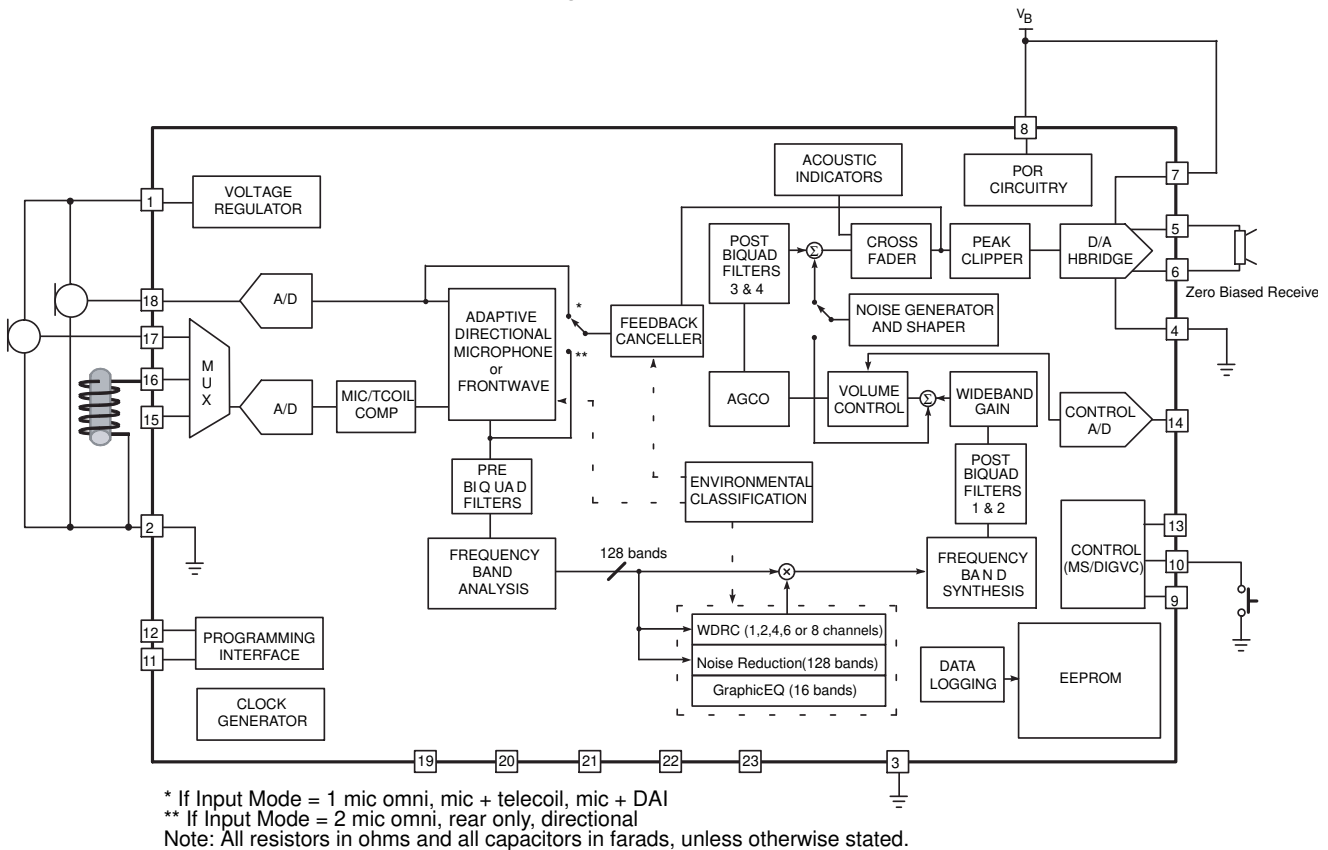 VB
8
ACOUSTIC
INDICATORS
POR
CIRCUITRY
7
1
VOLTAGE
REGULATOR
5
POST
BIQUAD
FILTERS
3 & 4
Σ
CROSS
FADER
PEAK
CLIPPER
D/A
HBRIDGE
6
Zero Biased Receive
18
A/D
*
ADAPTIVE
DIRECTIONAL
MICROPHONE
or
FRONTWAVE
FEEDBACK
CANCELLER
NOISE GENERATOR
AND SHAPER
4
17
**
MUX
16
15
A/D
MIC/TCOIL
COMP
AGCO
VOLUME
CONTROL
Σ
WIDEBAND
GAIN
CONTROL
A/D
14
PRE
BIQUAD
FILTERS
ENVIRONMENTAL
CLASSIFICATION
POST
BIQUAD
FILTERS
1 & 2
2
13
FREQUENCY
BAND
ANALYSIS
128 bands
×
FREQUENCY
BAND
SYNTHESIS
CONTROL
(MS/DIGVC)
10
9
12
11
PROGRAMMING
INTERFACE
WDRC (1,2,4,6 or 8 channels)
Noise Reduction(128 bands)
GraphicEQ (16 bands)
DATA
LOGGING
EEPROM
CLOCK
GENERATOR
19
20
21
22
23
3
* If Input Mode = 1 mic omni, mic + telecoil, mic + DAI
** If Input Mode = 2 mic omni, rear only, directional
Note: All resistors in ohms and all capacitors in farads, unless otherwise stated.